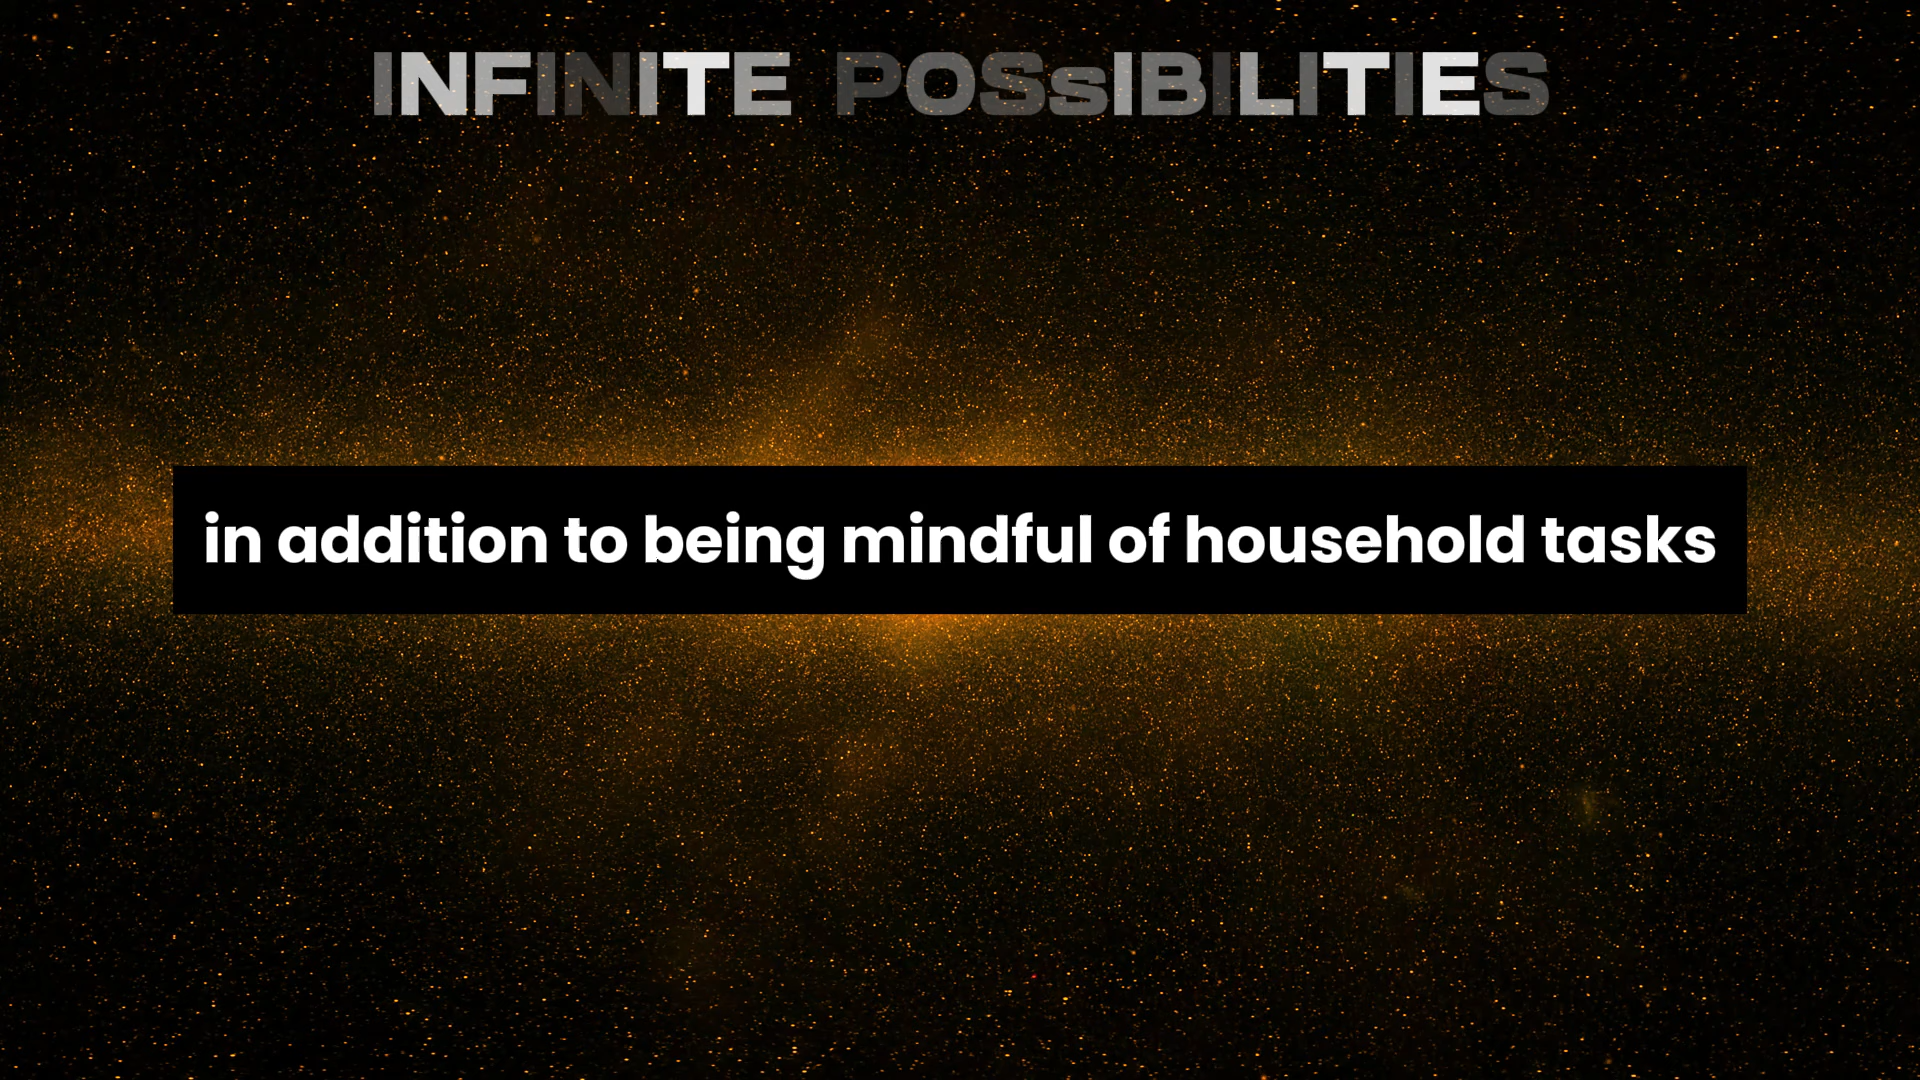 INFINITE POSsIBILITIES
in addition to being mindful of household tasks